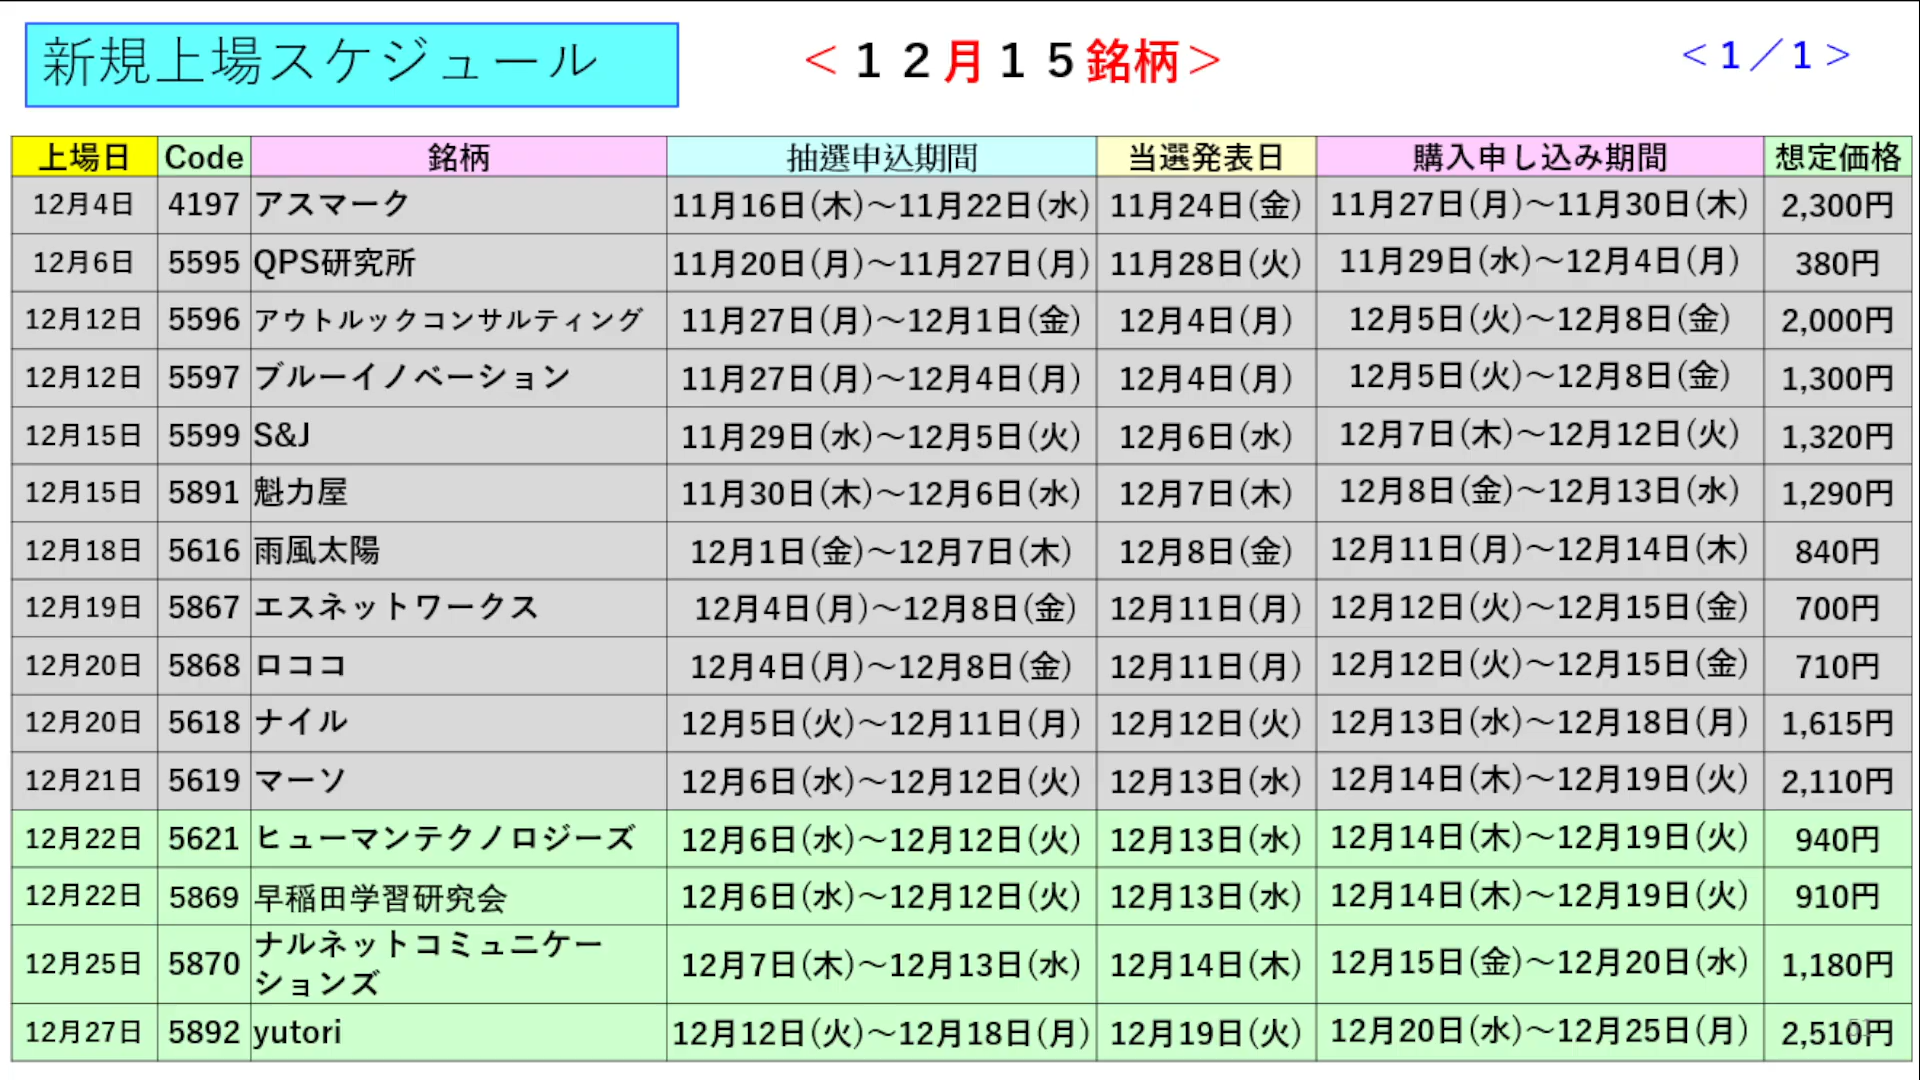 新規上場スケジュール
＜１２月１５銘柄＞
＜1／1＞
上場日 Code 銘柄 抽選申込期間 当選発表日 購入申し込み期間 想定価格
12月4日 4197 アスマーク 11月16日(木)～11月22日(水) 11月24日(金) 11月27日(月)～11月30日(木) 2,300円
12月6日 5595 QPS研究所 11月20日(月)～11月27日(月) 11月28日(火) 11月29日(水)～12月4日(月) 380円
12月12日 5596 アウトルックコンサルティング 11月27日(月)～12月1日(金) 12月4日(月) 12月5日(火)～12月8日(金) 2,000円
12月12日 5597 ブルーイノベーション 11月27日(月)～12月4日(月) 12月4日(月) 12月5日(火)～12月8日(金) 1,300円
12月15日 5599 S&J 11月29日(水)～12月5日(火) 12月6日(水) 12月7日(木)～12月12日(火) 1,320円
12月15日 5891 魁力屋 11月30日(木)～12月6日(水) 12月7日(木) 12月8日(金)～12月13日(水) 1,290円
12月18日 5616 雨風太陽 12月1日(金)～12月7日(木) 12月8日(金) 12月11日(月)～12月14日(木) 840円
12月19日 5867 エスネットワークス 12月4日(月)～12月8日(金) 12月11日(月) 12月12日(火)～12月15日(金) 700円
12月20日 5868 ロココ 12月4日(月)～12月8日(金) 12月11日(月) 12月12日(火)～12月15日(金) 710円
12月20日 5618 ナイル 12月5日(火)～12月11日(月) 12月12日(火) 12月13日(水)～12月18日(月) 1,615円
12月21日 5619 マーソ 12月6日(水)～12月12日(火) 12月13日(水) 12月14日(木)～12月19日(火) 2,110円
12月22日 5621 ヒューマンテクノロジーズ 12月6日(水)～12月12日(火) 12月13日(水) 12月14日(木)～12月19日(火) 940円
12月22日 5869 早稲田学習研究会 12月6日(水)～12月12日(火) 12月13日(水) 12月14日(木)～12月19日(火) 910円
12月25日 5870 ナルネットコミュニケー
ションズ 12月7日(木)～12月13日(水) 12月14日(木) 12月15日(金)～12月20日(水) 1,180円
12月27日 5892 yutori 12月12日(火)～12月18日(月) 12月19日(火) 12月20日(水)～12月25日(月) 2,510円